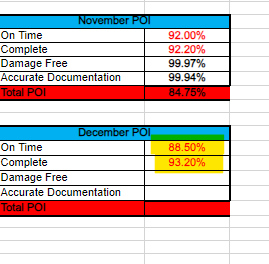 November POI
On Time 92.00%
Complete 92.20%
Damage Free 99.97%
Accurate Documentation 99.94%
Total POI 84.75%
December POI
On Time 88.50%
Complete 93.20%
Damage Free
Accurate Documentation
Total POI